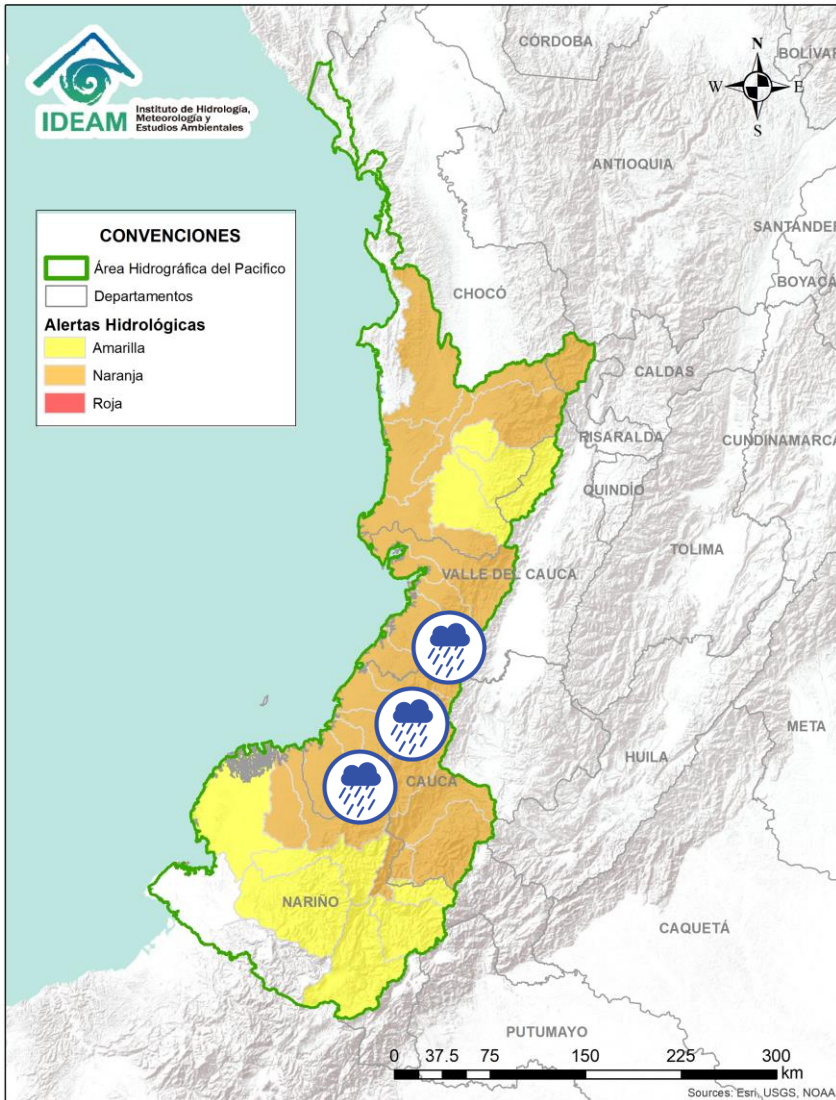 IDEAM
Instituto de Hidrología,
Meteorología y
Estudios Ambientales
N
W
E
S
CONVENCIONES
Área Hidrográfica del Pacifico
Departamentos
Alertas Hidrológicas
Amarilla
Naranja
Roja
CÓRDOBA
BOLÍVAR
ANTIOQUIA
SANTANDER
BOYACÁ
CHOCÓ
CALDAS
RISARALDA
CUNDINAMARCA
QUINDÍO
TOLIMA
VALLE DEL CAUCA
META
HUILA
CAUCA
NARIÑO
CAQUETÁ
PUTUMAYO
0 37.5 75 150 225 300
km
Sources: Esri, USGS, NOAA